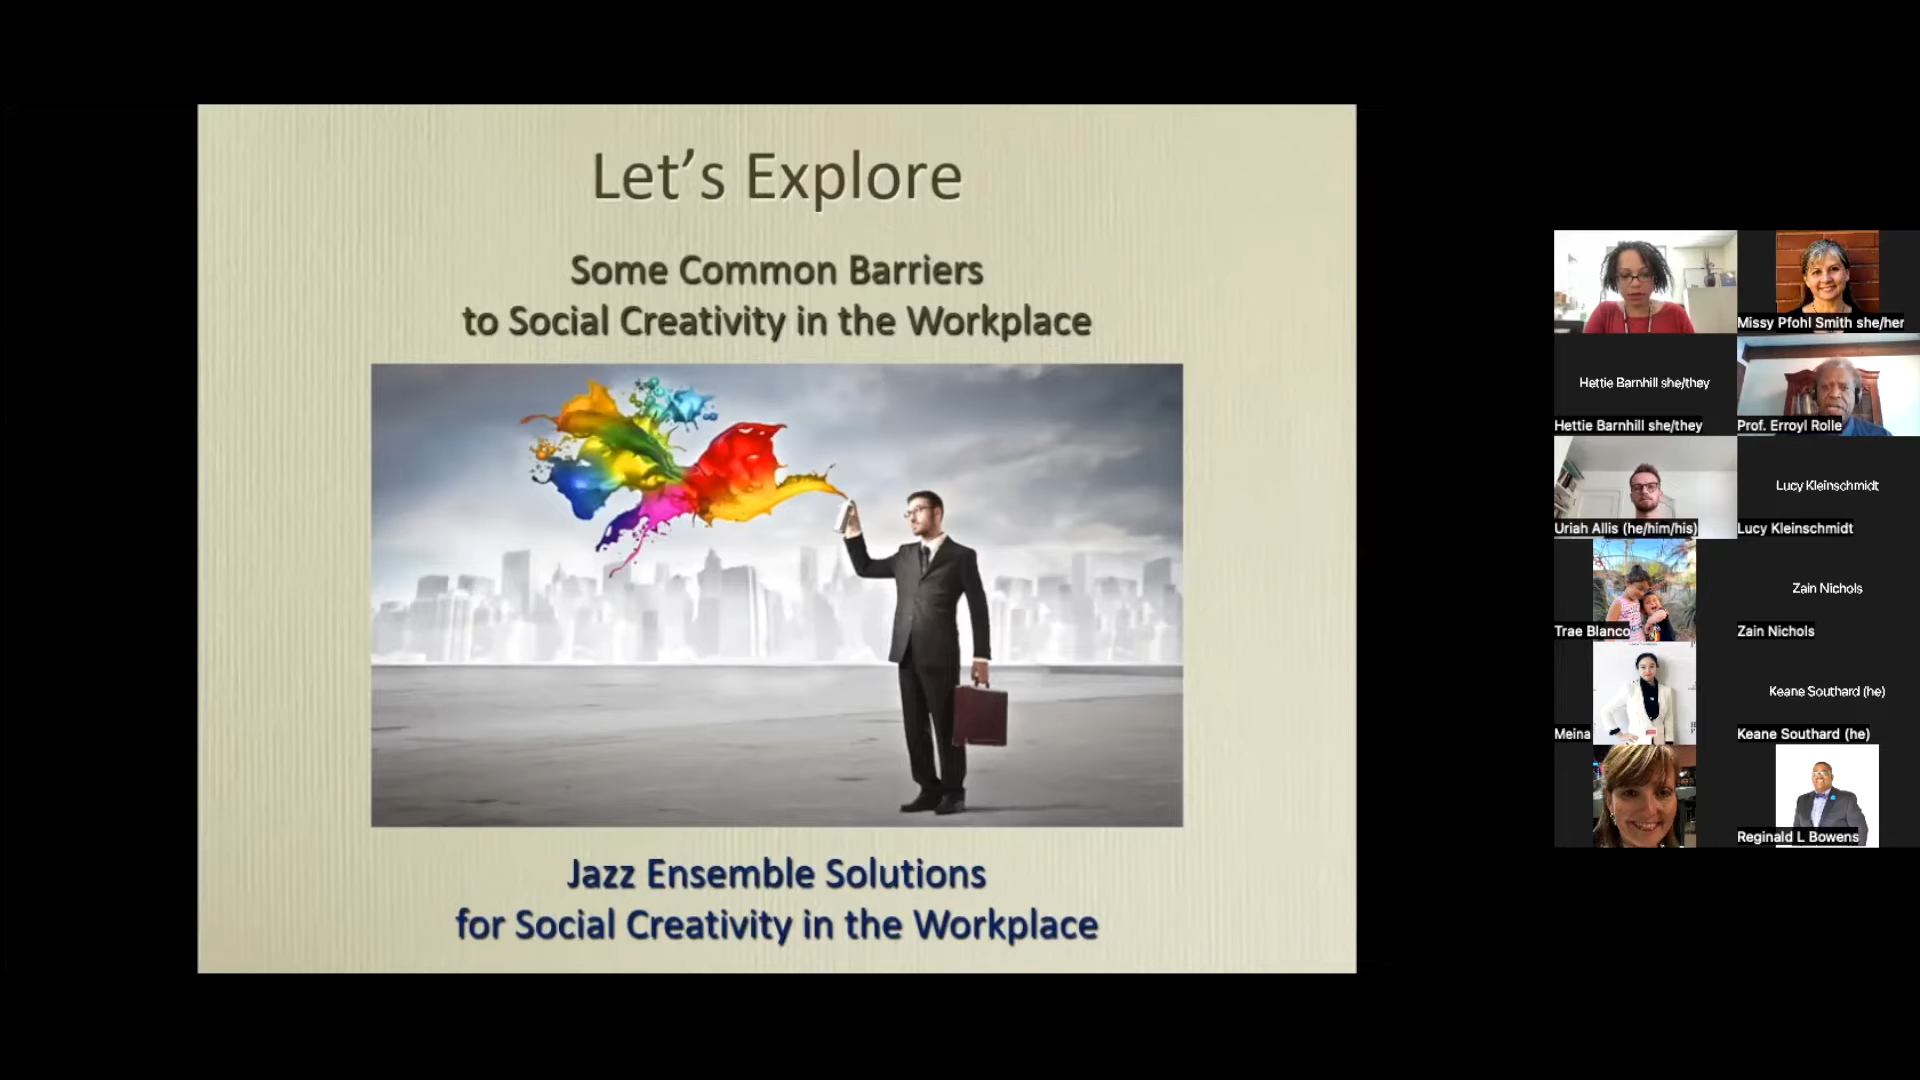 Let's Explore
Some Common Barriers
to Social Creativity in the Workplace
Jazz Ensemble Solutions
for Social Creativity in the Workplace
Missy Pfohl Smith she/her
Hettie Barnhill she/they
Hettie Barnhill she/they
Prof. Erroyl Rolle
Lucy Kleinschmidt
Uriah Allis (he/him/his)
Lucy Kleinschmidt
Zain Nichols
Trae Blanco
Zain Nichols
Keane Southard (he)
Meina
Keane Southard (he)
Reginald L Bowens